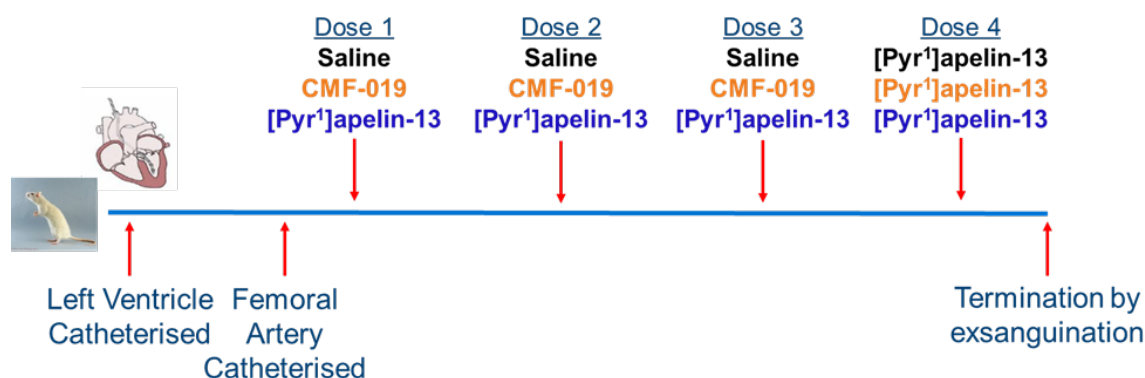 Dose 1
Saline
CMF-019
[Pyr¹]apelin-13
Dose 2
Saline
CMF-019
[Pyr¹]apelin-13
Dose 3
Saline
CMF-019
[Pyr¹]apelin-13
Dose 4
[Pyr¹]apelin-13
[Pyr¹]apelin-13
[Pyr¹]apelin-13
Left Ventricle
Catheterised
Femoral
Artery
Catheterised
Termination by
exsanguination